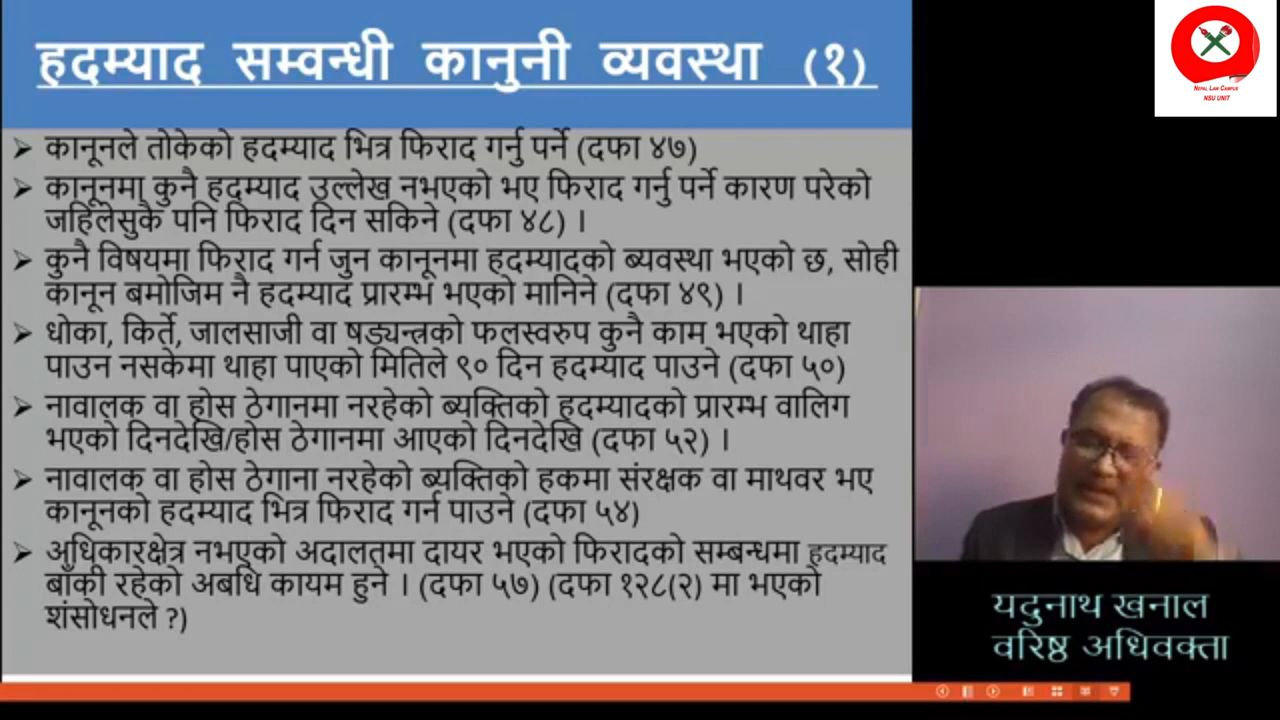 हदम्याद सम्वन्धी कानुनी व्यवस्था (१)
NEPAL LAW CAMPUS
NSU UNIT
➢ कानूनले तोकेको हदम्याद भित्र फिराद गर्नु पर्ने (दफा ४७)
➢ कानूनमा कुनै हदम्याद उल्लेख नभएको भए फिराद गर्नु पर्ने कारण परेको
जहिलेसुकै पनि फिराद दिन सकिने (दफा ४८) ।
➢ कुनै विषयमा फिराद गर्न जुन कानूनमा हदम्यादको ब्यवस्था भएको छ, सोही
कानून बमोजिम नै हदम्याद प्रारम्भ भएको मानिने (दफा ४९) ।
➢ धोका, किर्ते, जालसाजी वा षड्यन्त्रको फलस्वरुप कुनै काम भएको थाहा
पाउन नसकेमा थाहा पाएको मितिले ९० दिन हदम्याद पाउने (दफा ५०)
➢ नावालक वा होस ठेगानमा नरहेको ब्यक्तिको हदम्यादको प्रारम्भ वालिग
भएको दिनदेखि/होस ठेगानमा आएको दिनदेखि (दफा ५२) ।
➢ नावालक वा होस ठेगाना नरहेको ब्यक्तिको हकमा संरक्षक वा माथवर भए
कानूनको हदम्याद भित्र फिराद गर्न पाउने (दफा ५४)
➢ अधिकारक्षेत्र नभएको अदालतमा दायर भएको फिरादको सम्बन्धमा हदम्याद
बाँकी रहेको अबधि कायम हुने । (दफा ५७) (दफा १२८(२) मा भएको
शंसोधनले ?)
यदुनाथ खनाल
वरिष्ठ अधिवक्ता